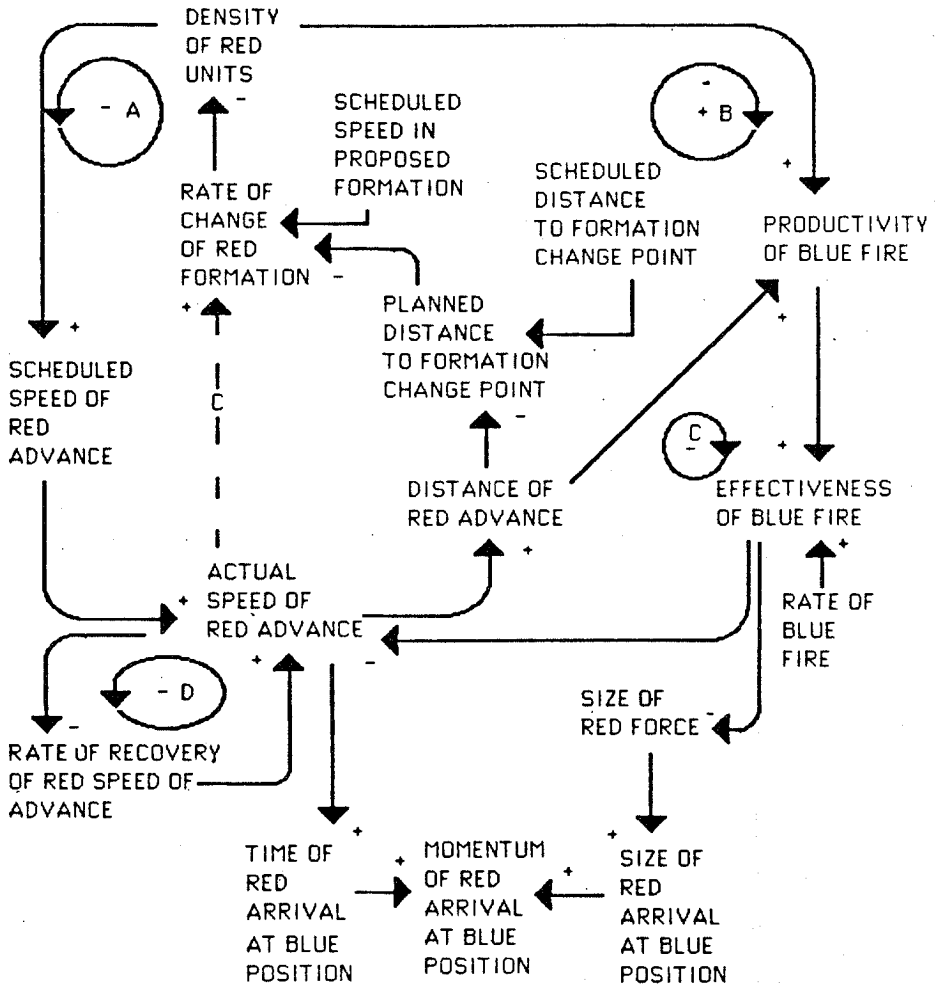 DENSITY
OF RED
UNITS
- A
-
+ B
-
SCHEDULED
SPEED IN
PROPOSED
FORMATION
SCHEDULED
DISTANCE
TO FORMATION
CHANGE POINT
+
PRODUCTIVITY
OF BLUE FIRE
RATE OF
CHANGE
OF RED
FORMATION
-
+
PLANNED
DISTANCE
TO FORMATION
CHANGE POINT
+
+
SCHEDULED
SPEED OF
RED
ADVANCE
C
-
C
-
+
DISTANCE OF
RED ADVANCE
EFFECTIVENESS
OF BLUE FIRE
+
+
ACTUAL
SPEED OF
RED ADVANCE
+
+
-
RATE OF
BLUE
FIRE
- D
-
RATE OF RECOVERY
OF RED SPEED OF
ADVANCE
SIZE OF
RED FORCE
-
+
+
TIME OF
RED
ARRIVAL
AT BLUE
POSITION
+
MOMENTUM
OF RED
ARRIVAL
AT BLUE
POSITION
+
SIZE OF
RED
ARRIVAL
AT BLUE
POSITION